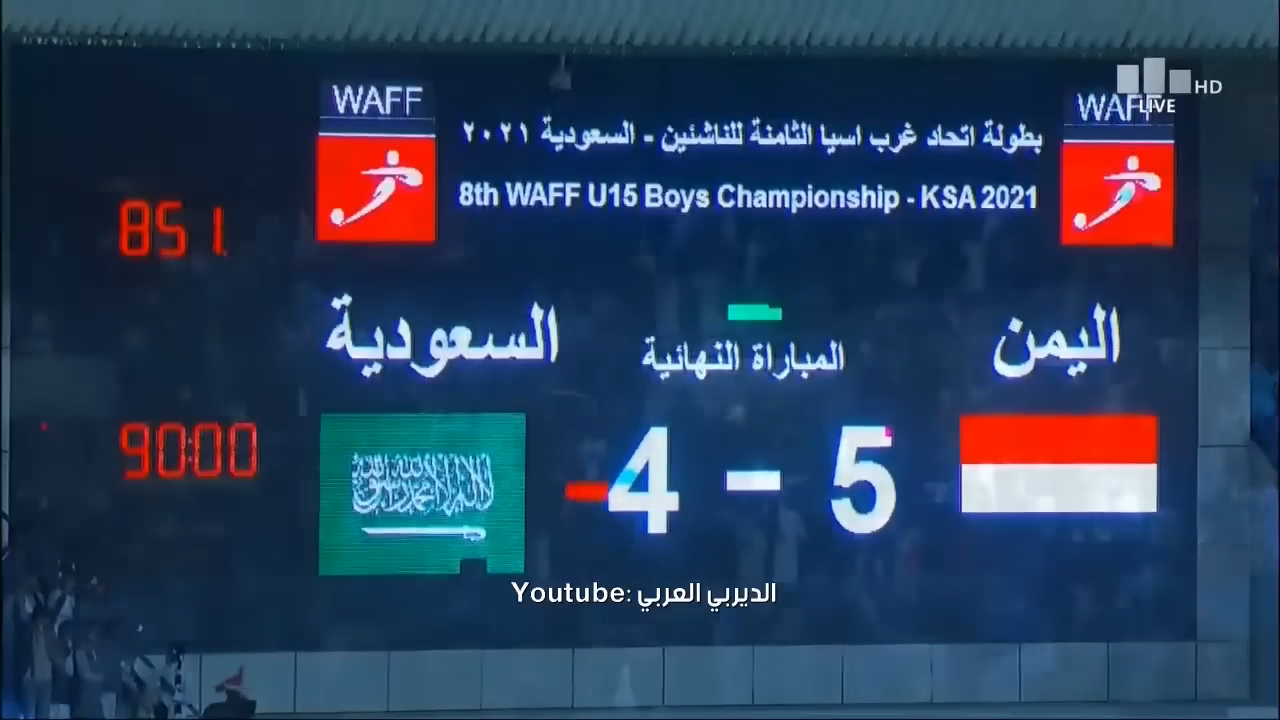 WAFF
WAFF
HD
LIVE
بطولة اتحاد غرب اسيا الثامنة للناشئين - السعودية ٢٠٢١
8th WAFF U15 Boys Championship - KSA 2021
85 1
السعودية
المباراة النهائية
اليمن
90:00
4 - 5
Youtube: الديربي العربي